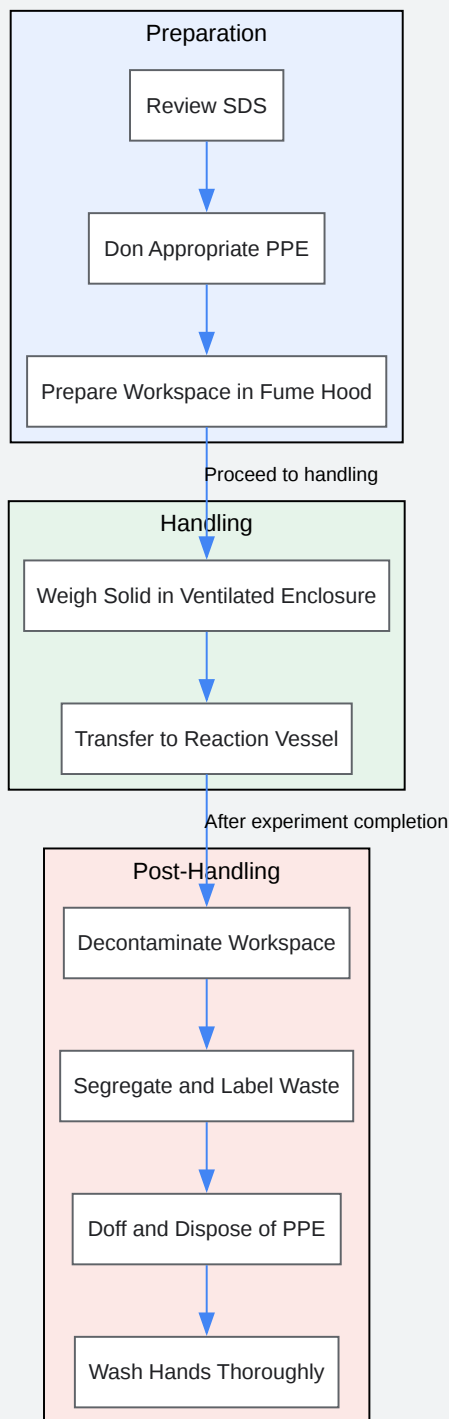 Preparation
Review SDS
Don Appropriate PPE
Prepare Workspace in Fume Hood
Proceed to handling
Handling
Weigh Solid in Ventilated Enclosure
Transfer to Reaction Vessel
After experiment completion
Post-Handling
Decontaminate Workspace
Segregate and Label Waste
Doff and Dispose of PPE
Wash Hands Thoroughly